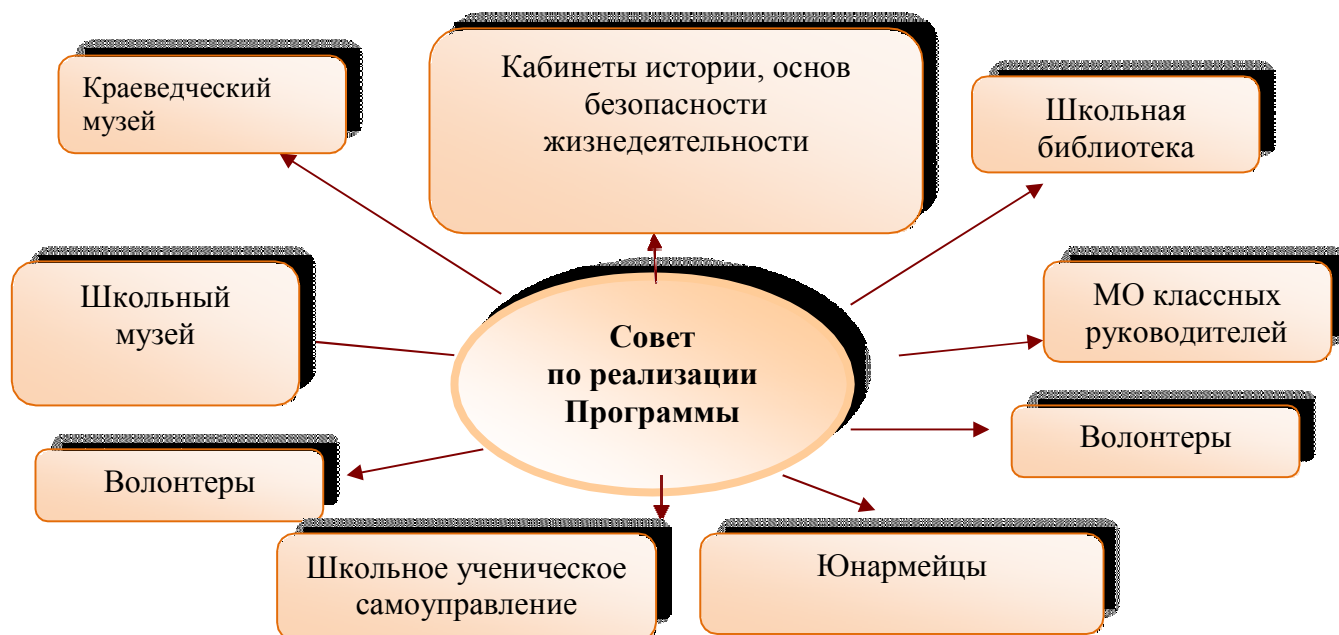 Краеведческий
музей
Кабинеты истории, основ
безопасности
жизнедеятельности
Школьная
библиотека
Школьный
музей
Совет
по реализации
Программы
МО классных
руководителей
Волонтеры
Волонтеры
Школьное ученическое
самоуправление
Юнармейцы